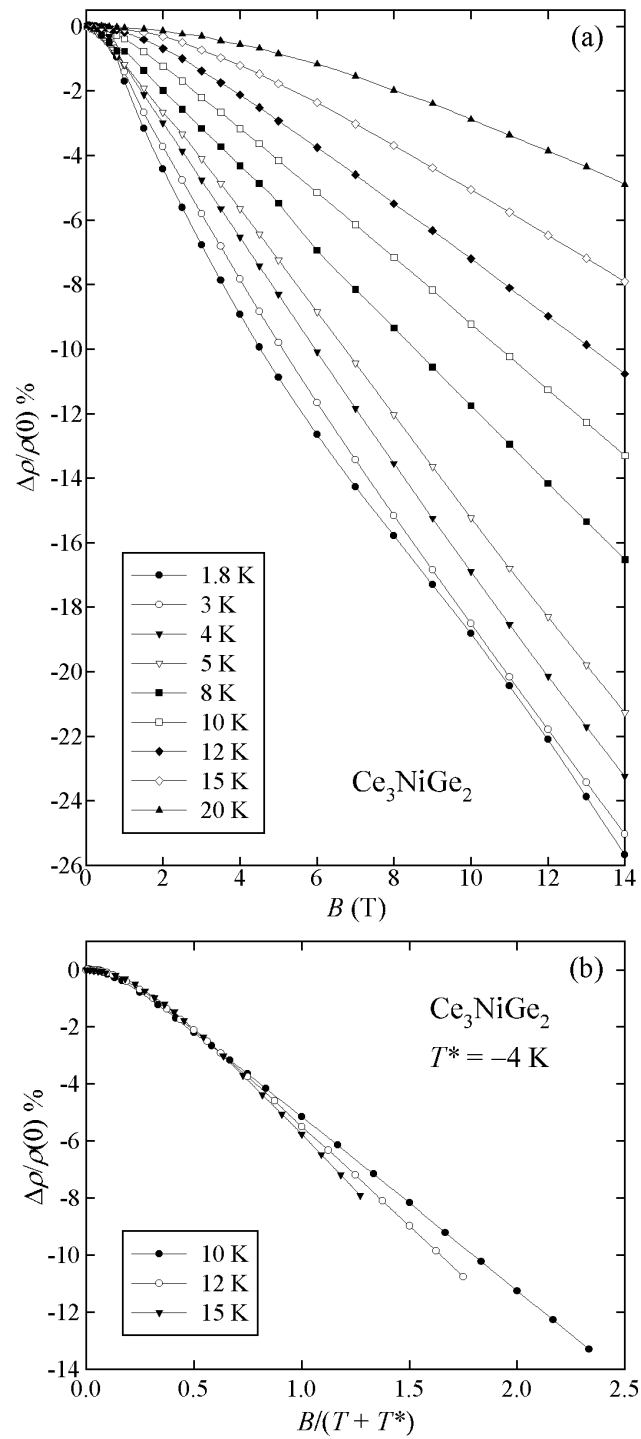 (a)
0
-2
-4
-6
-8
-10
-12
-14
-16
-18
-20
-22
-24
-26
Δρ/ρ(0) %
1.8 K
3 K
4 K
5 K
8 K
10 K
12 K
15 K
20 K
Ce₃NiGe₂
0 2 4 6 8 10 12 14
B (T)
(b)
0
-2
-4
-6
-8
-10
-12
-14
Δρ/ρ(0) %
Ce₃NiGe₂
T* = –4 K
10 K
12 K
15 K
0.0 0.5 1.0 1.5 2.0 2.5
B/(T + T*)